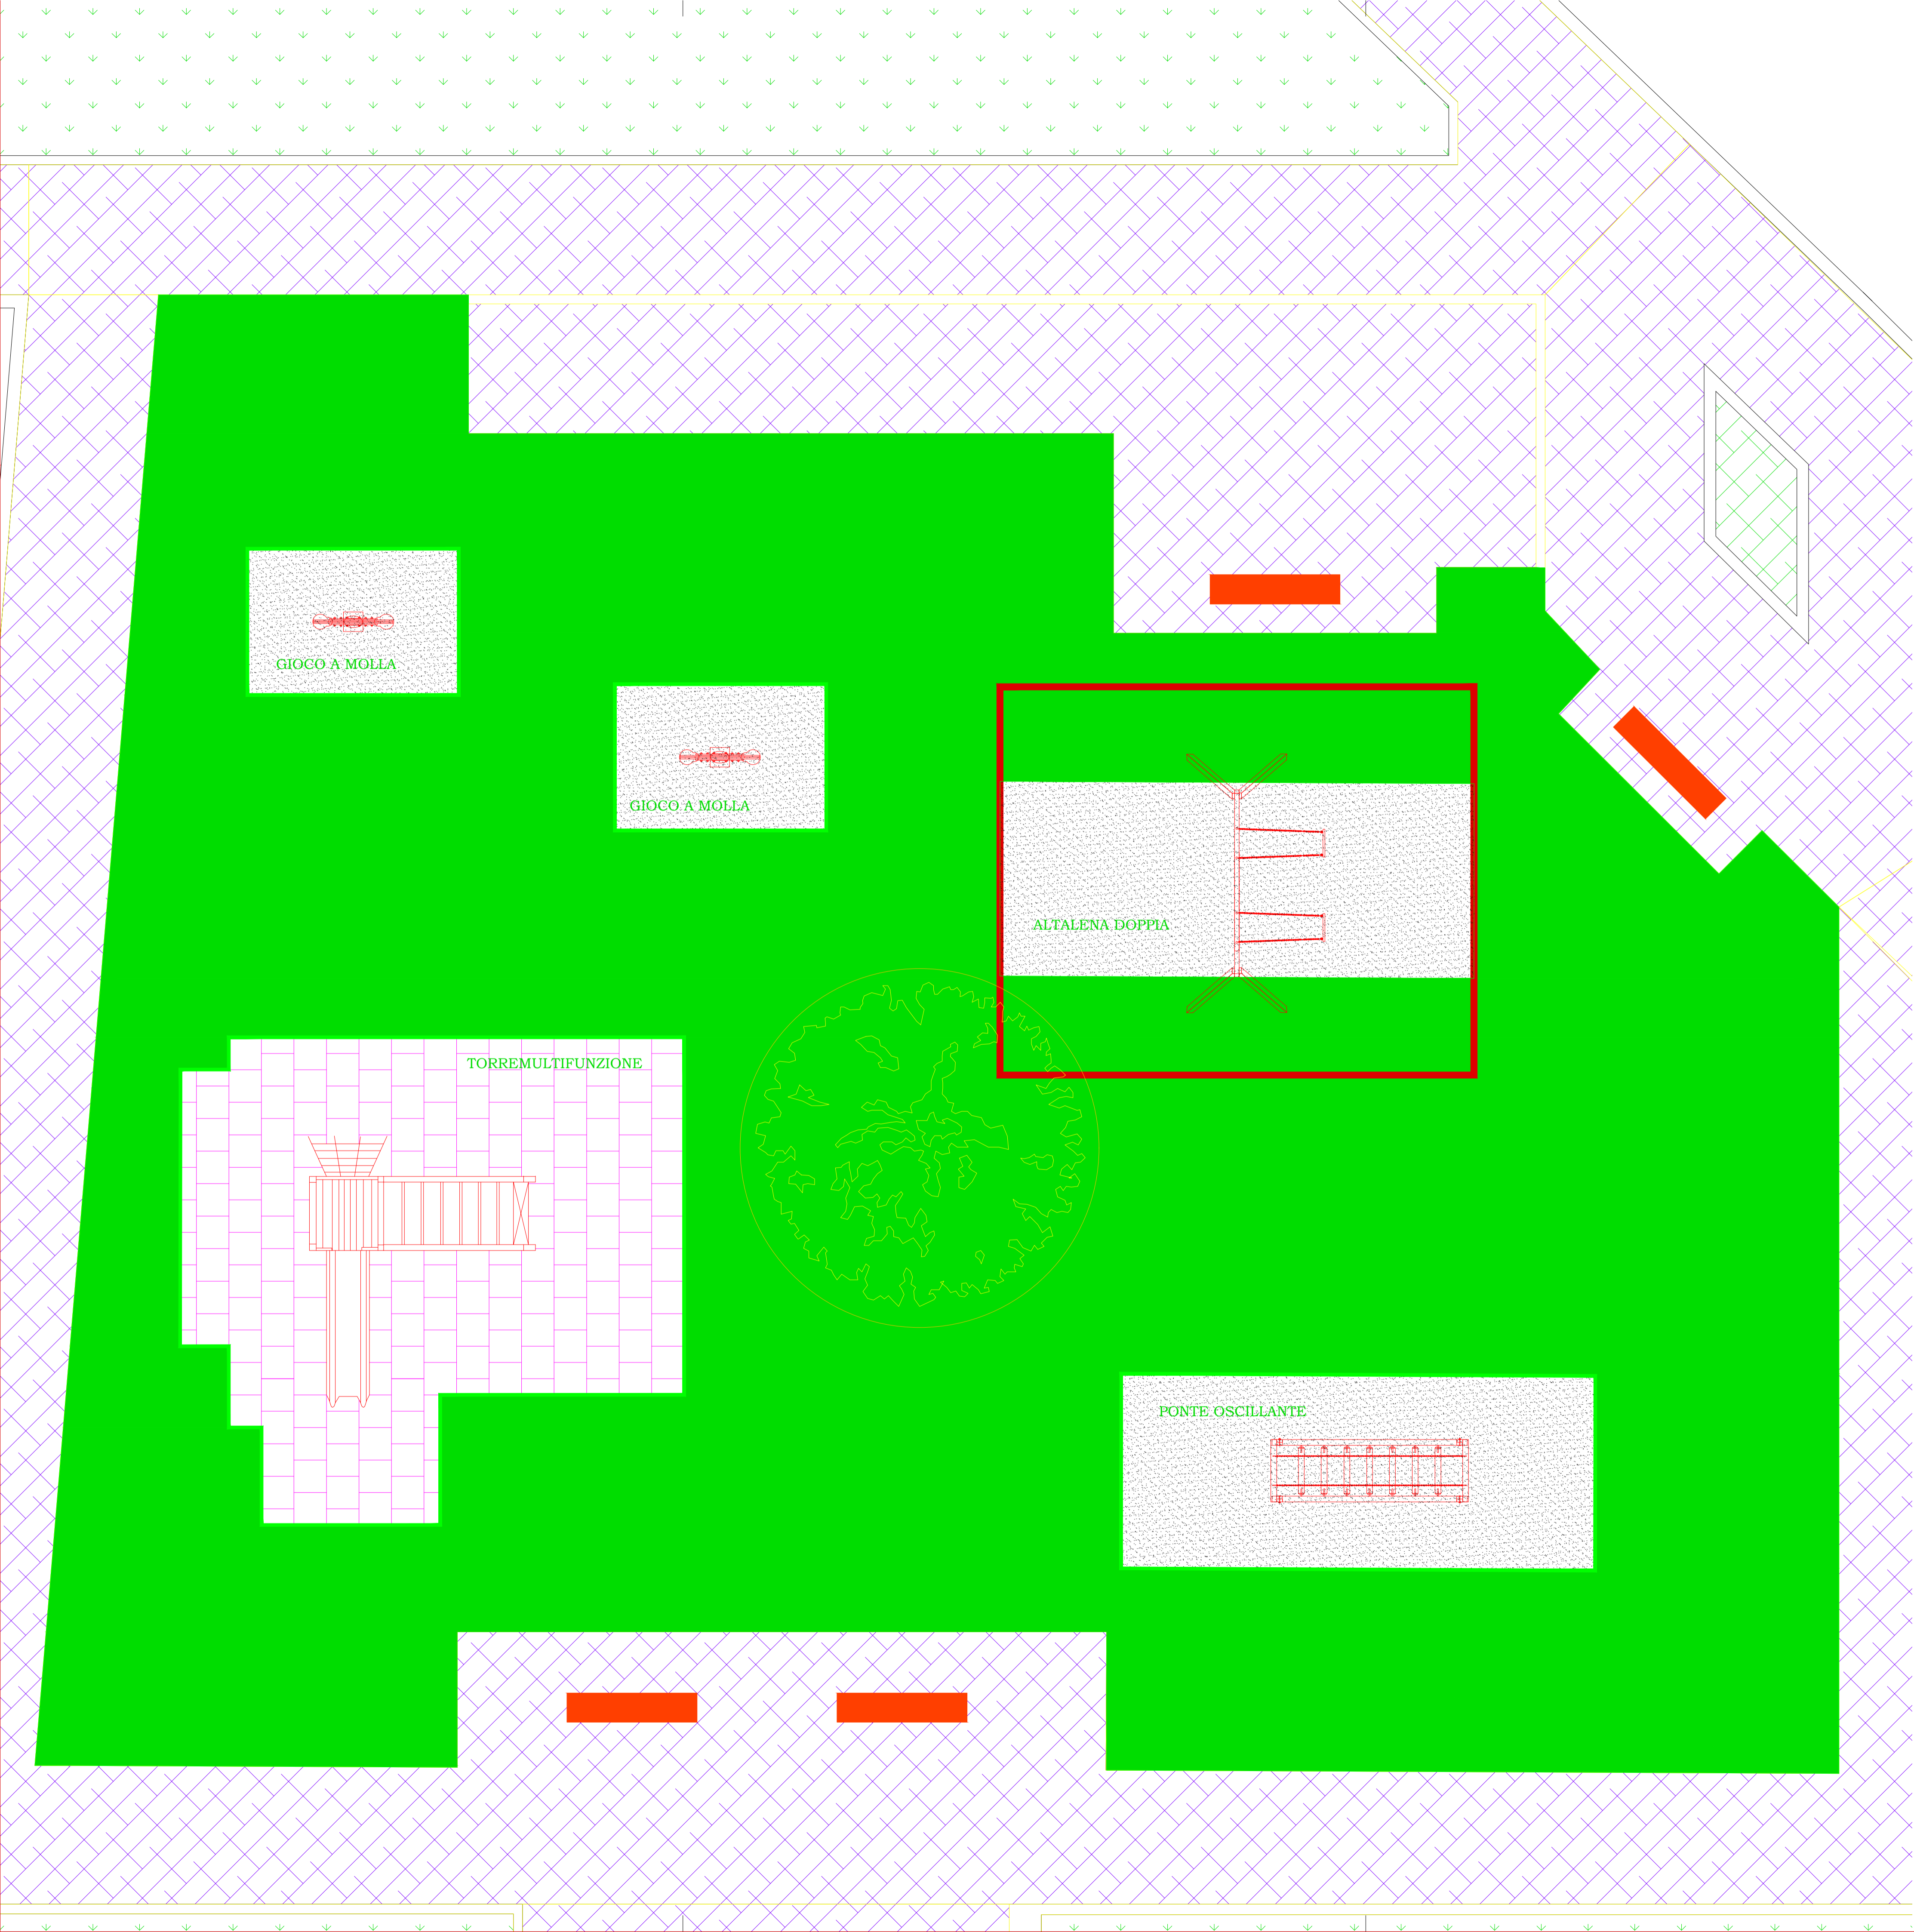 GIOCO A MOLLA
GIOCO A MOLLA
ALTALENA DOPPIA
TORREMULTIFUNZIONE
PONTE OSCILLANTE